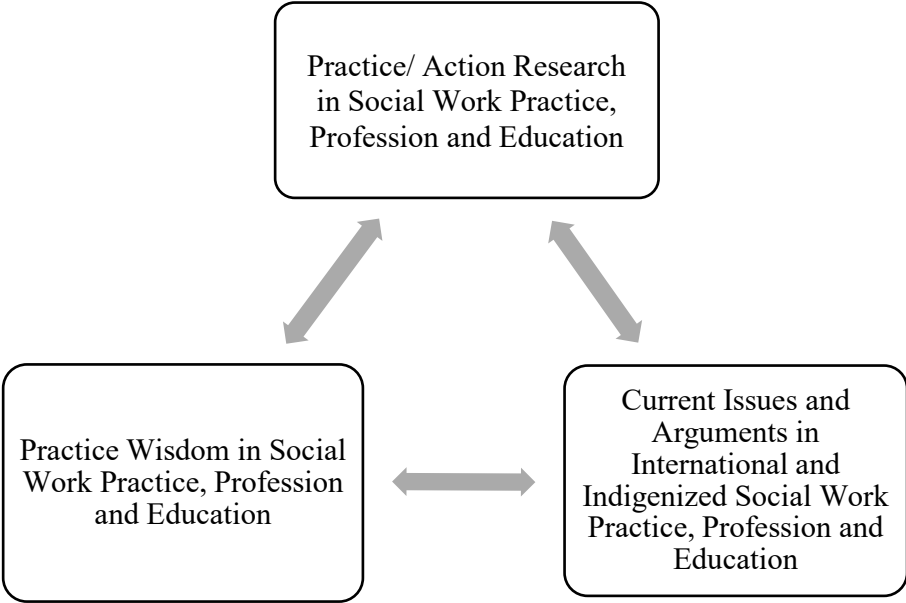 Practice/ Action Research
in Social Work Practice,
Profession and Education
Practice Wisdom in Social
Work Practice, Profession
and Education
Current Issues and
Arguments in
International and
Indigenized Social Work
Practice, Profession and
Education